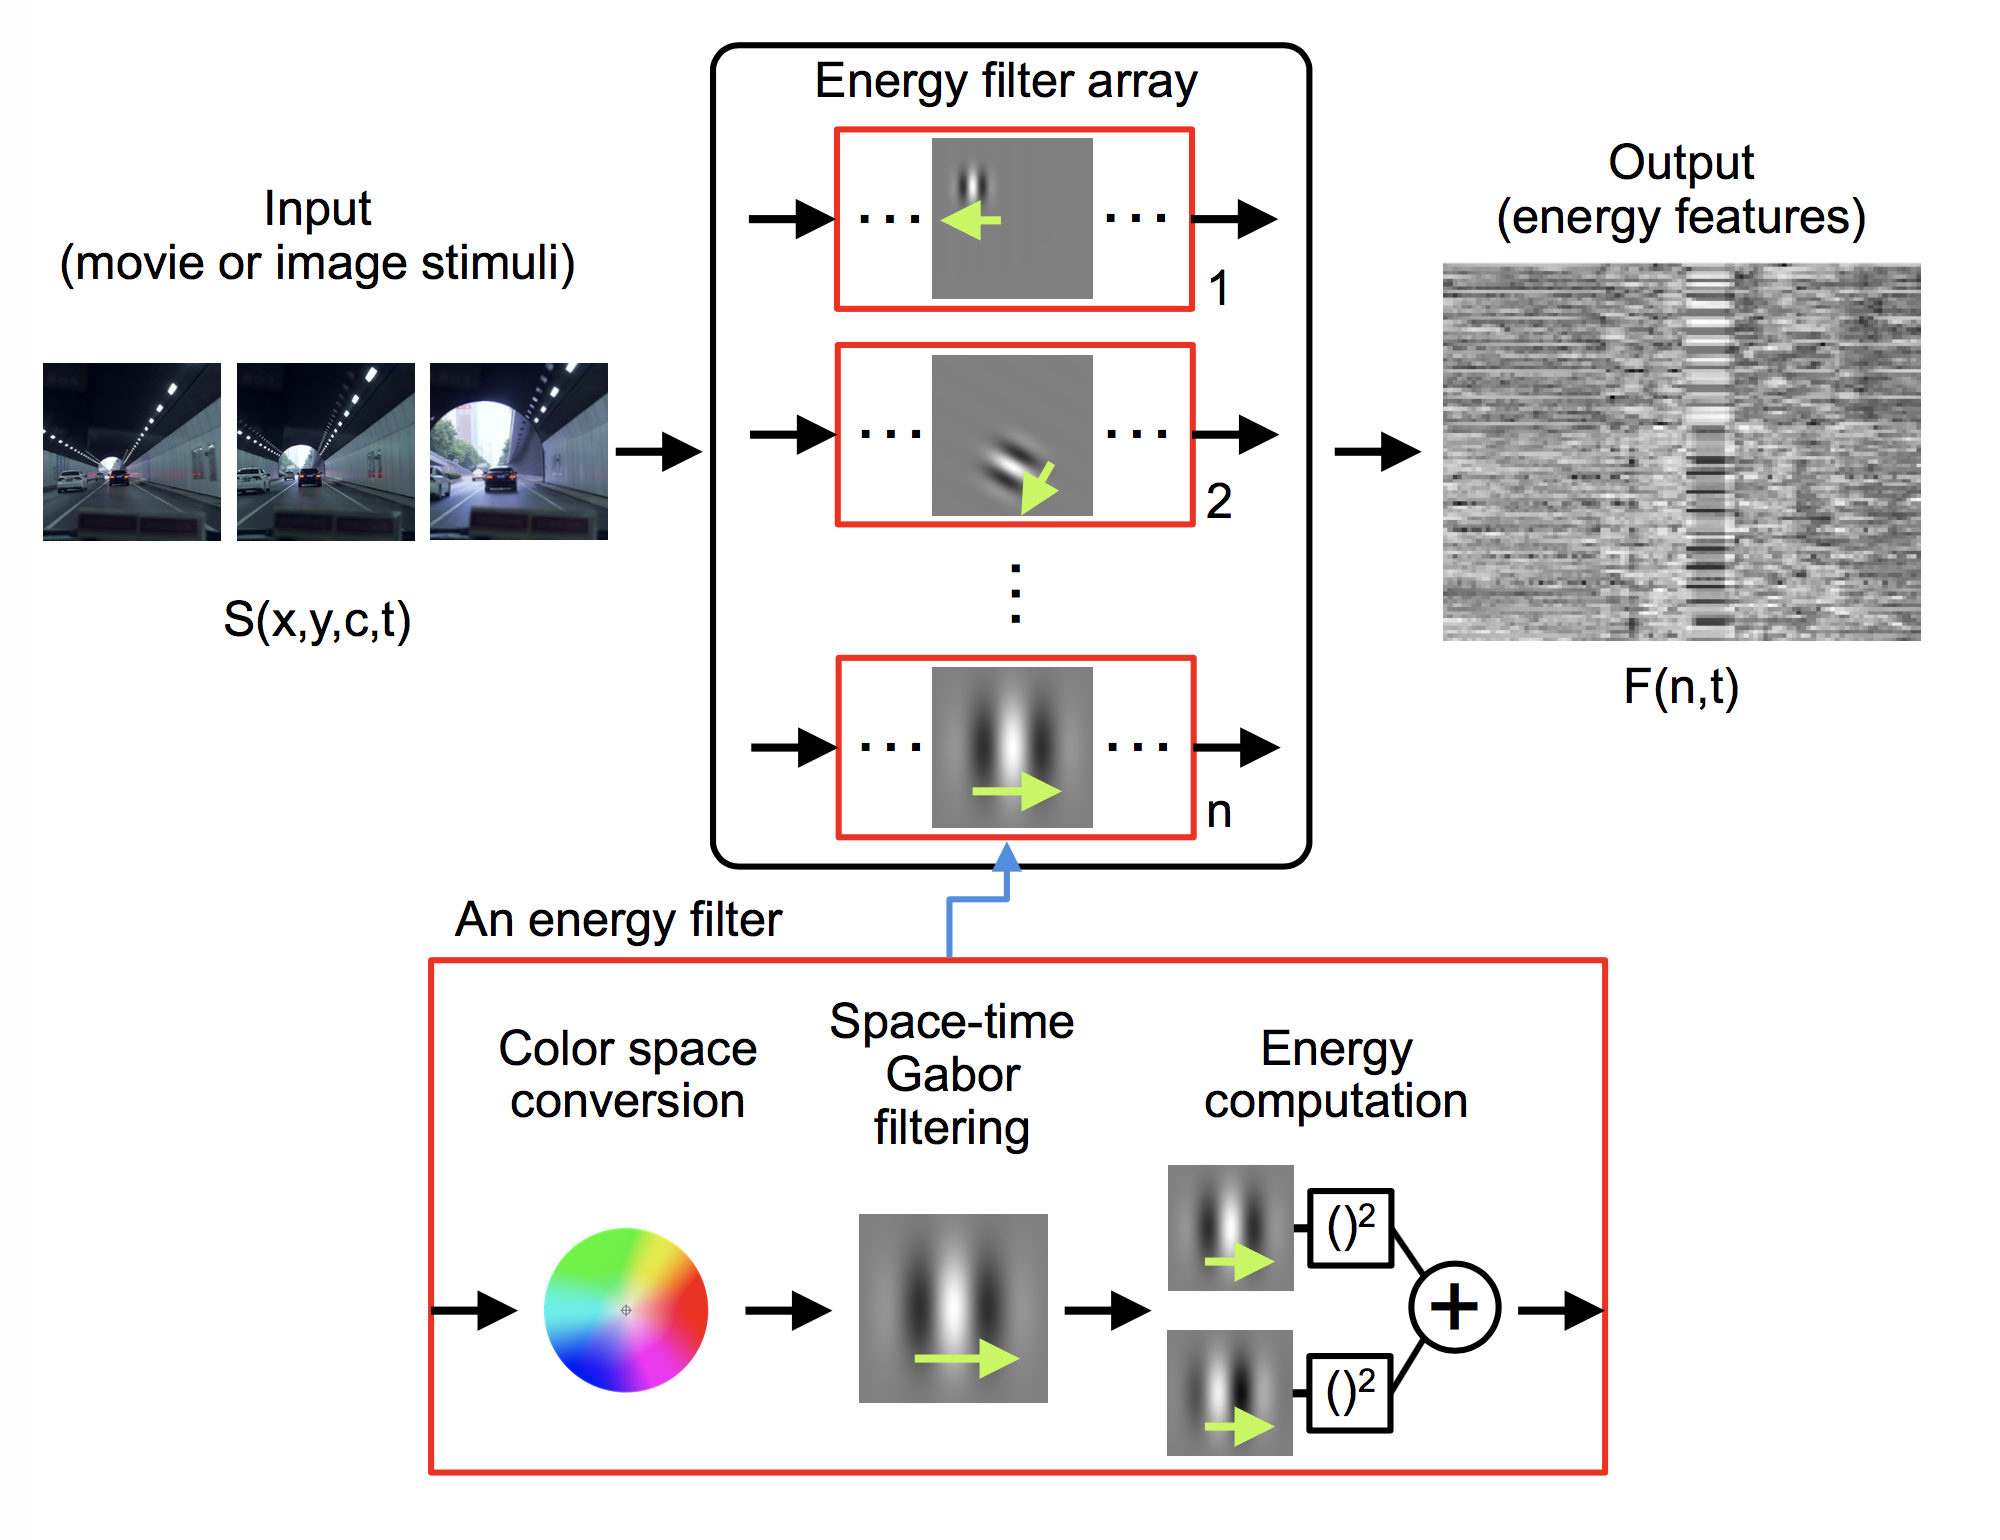 Energy filter array
Input
(movie or image stimuli)
S(x,y,c,t)
...
...
1
...
...
2
⋮
...
...
n
Output
(energy features)
F(n,t)
An energy filter
Color space
conversion
Space-time
Gabor
filtering
Energy
computation
()²
()²
+